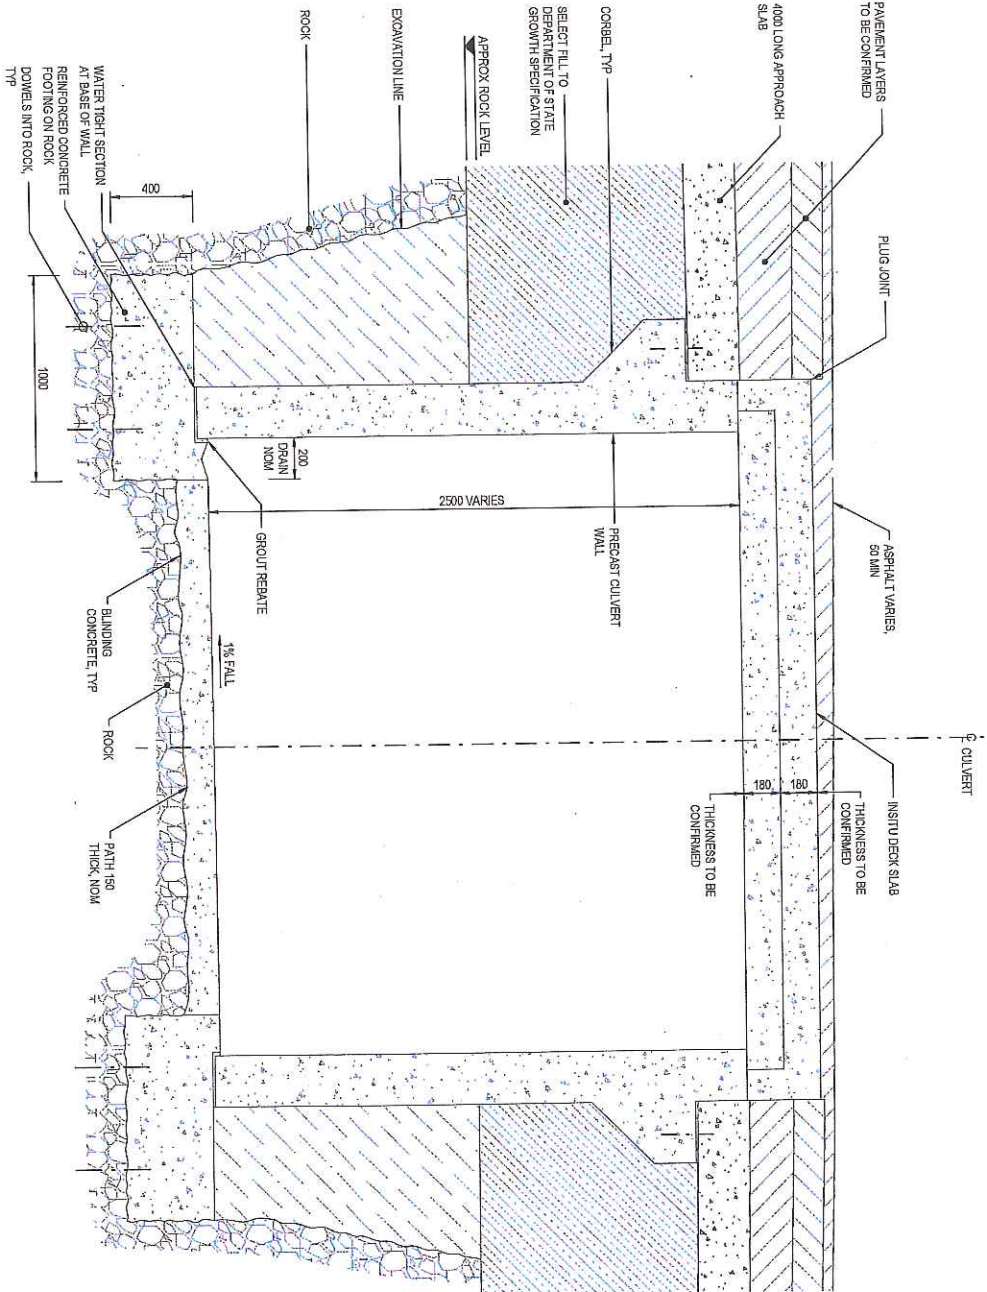 PAVEMENT LAYERS
TO BE CONFIRMED
4000 LONG APPROACH
SLAB
CORBEL, TYP
SELECT FILL TO
DEPARTMENT OF STATE
GROWTH SPECIFICATION
APPROX ROCK LEVEL
EXCAVATION LINE
ROCK
WATER TIGHT SECTION
AT BASE OF WALL
REINFORCED CONCRETE
FOOTING ON ROCK
DOWELS INTO ROCK,
TYP
400
1000
PLUG JOINT
200
DRAIN
NOM
GROUT REBATE
2500 VARIES
PRECAST CULVERT
WALL
ASPHALT VARIES,
50 MIN
BLINDING
CONCRETE, TYP
1% FALL
ROCK
℄ CULVERT
INSITU DECK SLAB
180
180
THICKNESS TO BE
CONFIRMED
THICKNESS TO BE
CONFIRMED
PATH 150
THICK, NOM